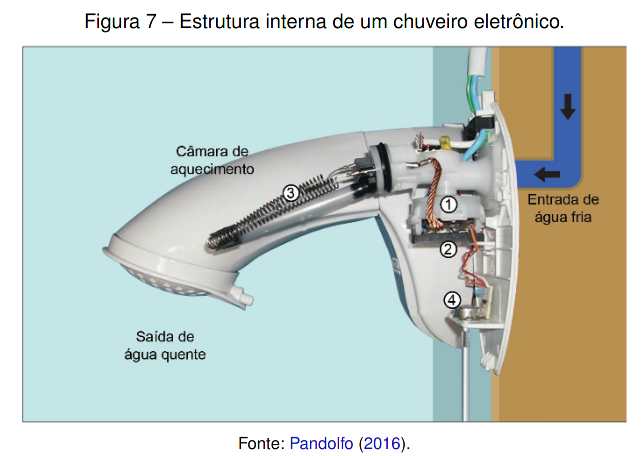 Figura 7 – Estrutura interna de um chuveiro eletrônico.
Câmara de
aquecimento
3
1
Entrada de
água fria
2
4
Saída de
água quente
Fonte: Pandolfo (2016).